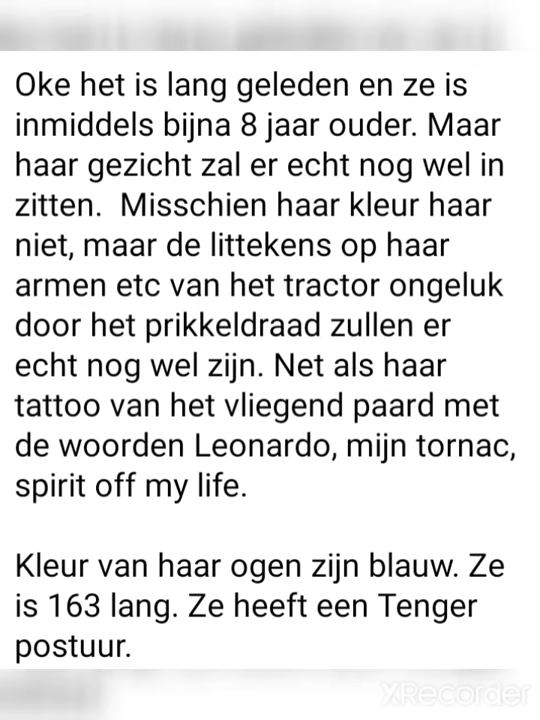 Oke het is lang geleden en ze is
inmiddels bijna 8 jaar ouder. Maar
haar gezicht zal er echt nog wel in
zitten.  Misschien haar kleur haar
niet, maar de littekens op haar
armen etc van het tractor ongeluk
door het prikkeldraad zullen er
echt nog wel zijn. Net als haar
tattoo van het vliegend paard met
de woorden Leonardo, mijn tornac,
spirit off my life.
Kleur van haar ogen zijn blauw. Ze
is 163 lang. Ze heeft een Tenger
postuur.
XRecorder